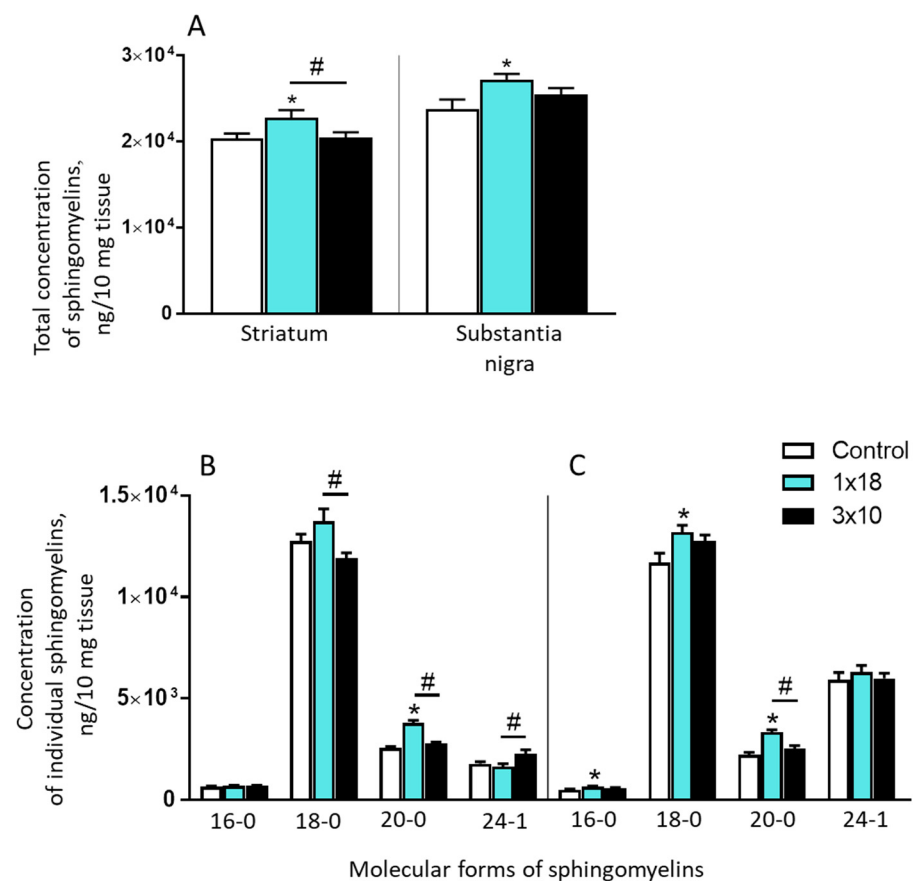 A
Total concentration
of sphingomyelins,
ng/10 mg tissue
3×10⁴
2×10⁴
1×10⁴
0
#
*
*
Striatum
Substantia
nigra
Control
1x18
3x10
B
C
Concentration
of individual sphingomyelins,
ng/10 mg tissue
1.5×10⁴
1×10⁴
5×10³
0
#
*
#
#
*
*
*
#
16-0
18-0
20-0
24-1
16-0
18-0
20-0
24-1
Molecular forms of sphingomyelins